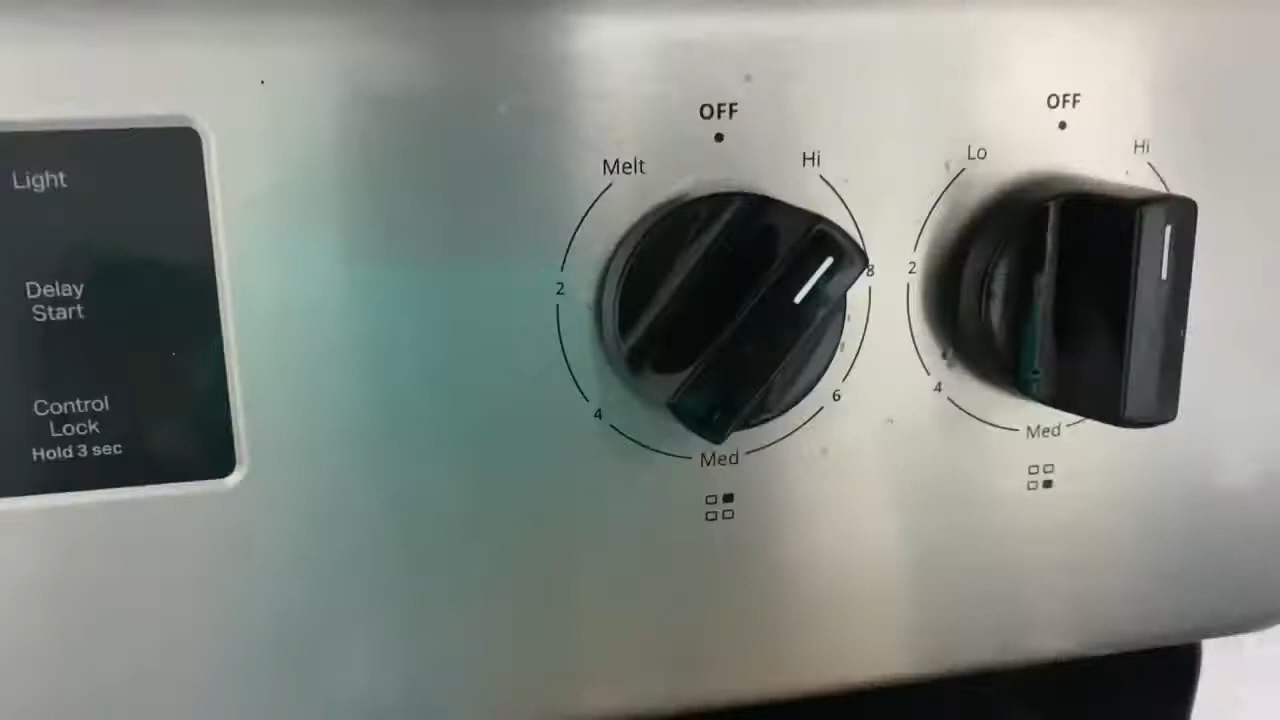 Light
Delay
Start
Control
Lock
Hold 3 sec
OFF
Melt
Hi
2
8
4
6
Med
OFF
Lo
Hi
2
4
Med